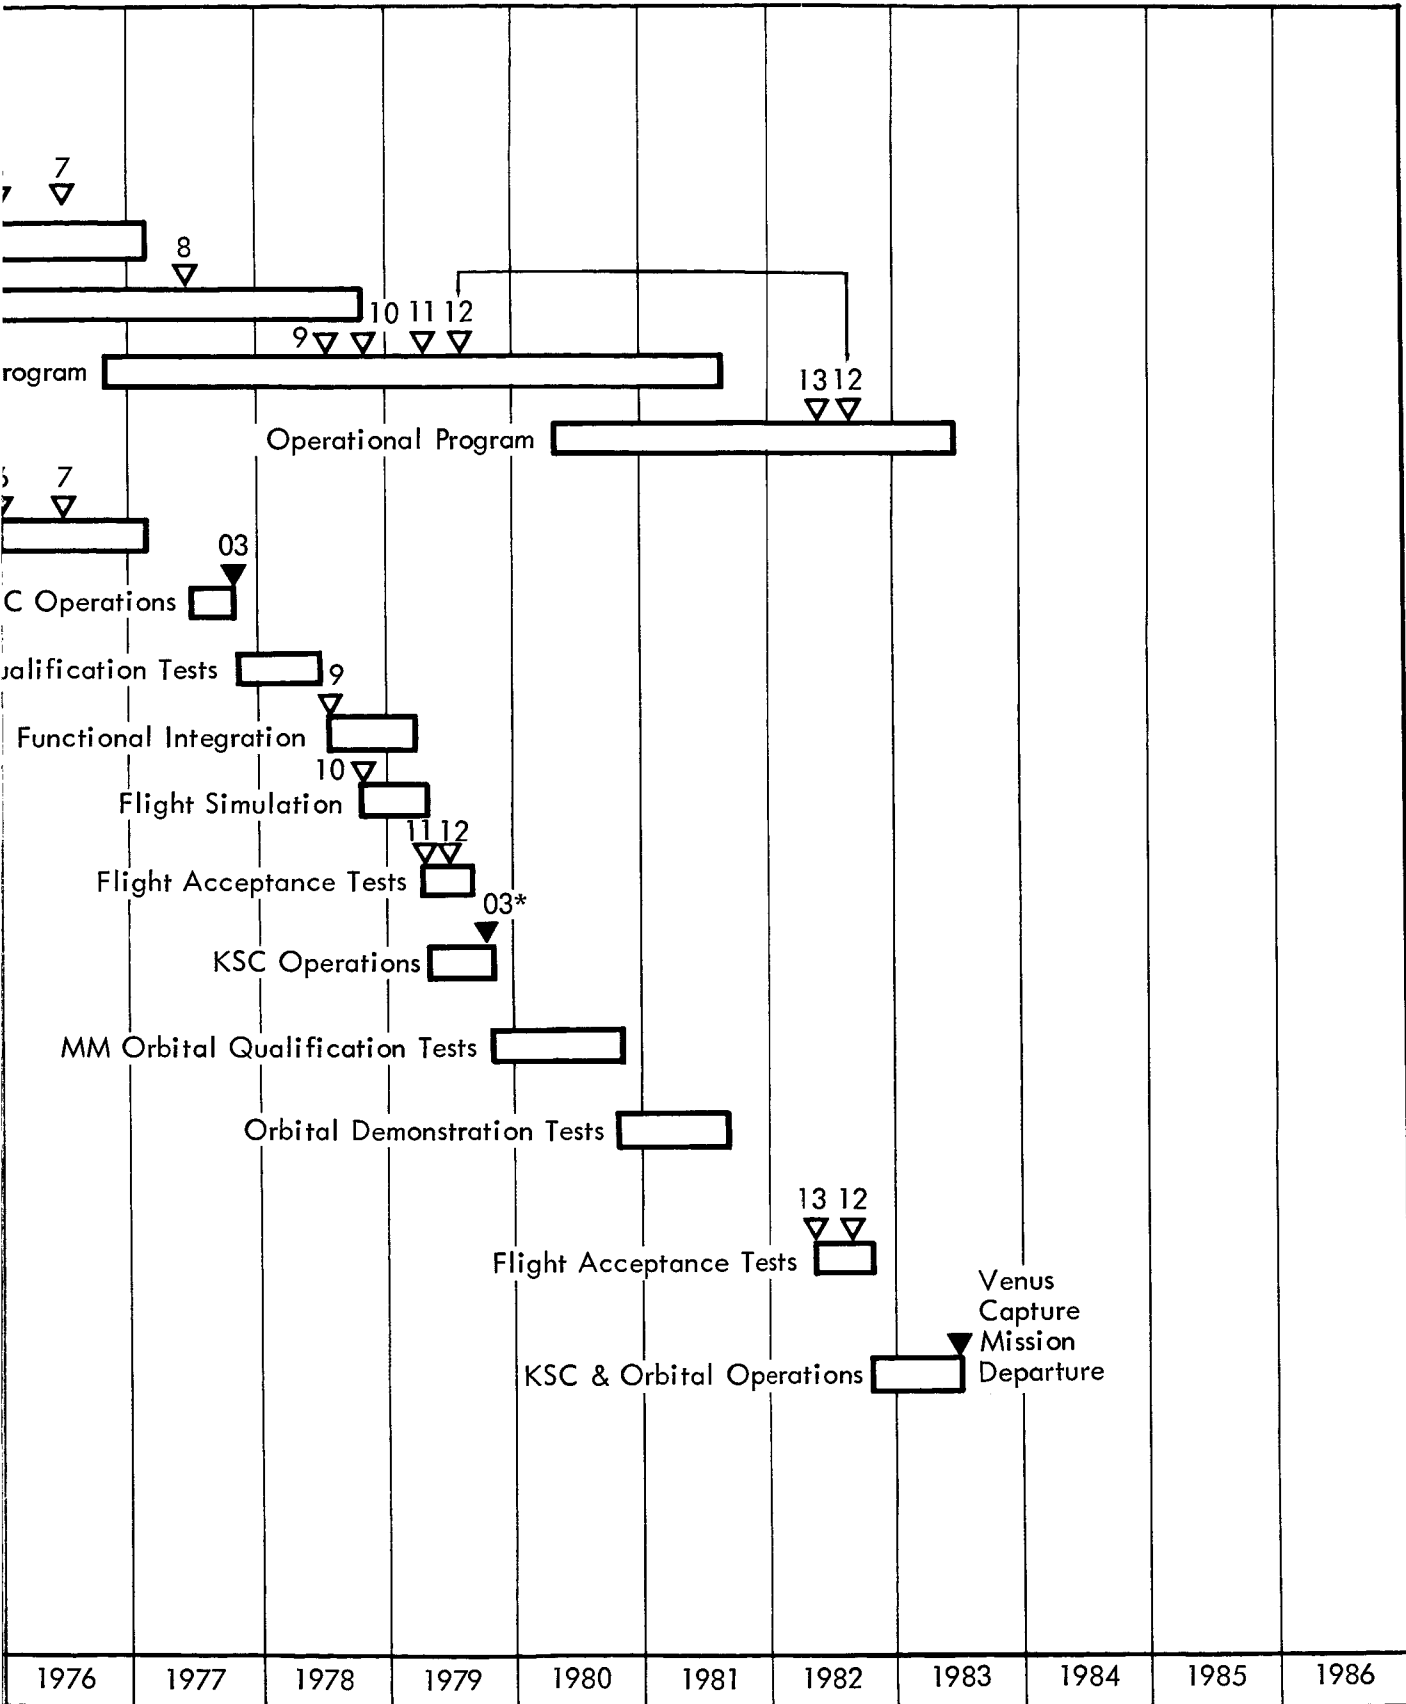 7
8
10 11 12
9
rogram
13 12
Operational Program
7
03
C Operations
ualification Tests
9
Functional Integration
10
Flight Simulation
11 12
Flight Acceptance Tests
03*
KSC Operations
MM Orbital Qualification Tests
Orbital Demonstration Tests
13 12
Flight Acceptance Tests
Venus
Capture
Mission
Departure
KSC & Orbital Operations
1976 1977 1978 1979 1980 1981 1982 1983 1984 1985 1986